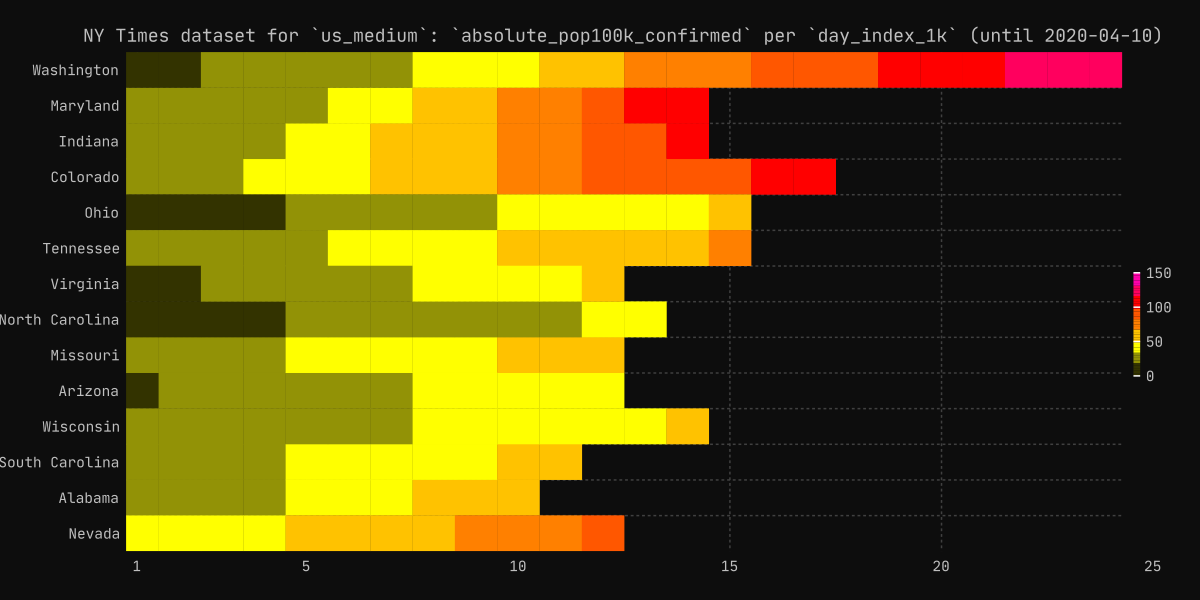 NY Times dataset for `us_medium`: `absolute_pop100k_confirmed` per `day_index_1k` (until 2020-04-10)
Washington
Maryland
Indiana
Colorado
Ohio
Tennessee
Virginia
North Carolina
Missouri
Arizona
Wisconsin
South Carolina
Alabama
Nevada
1 5 10 15 20 25
150
100
50
0